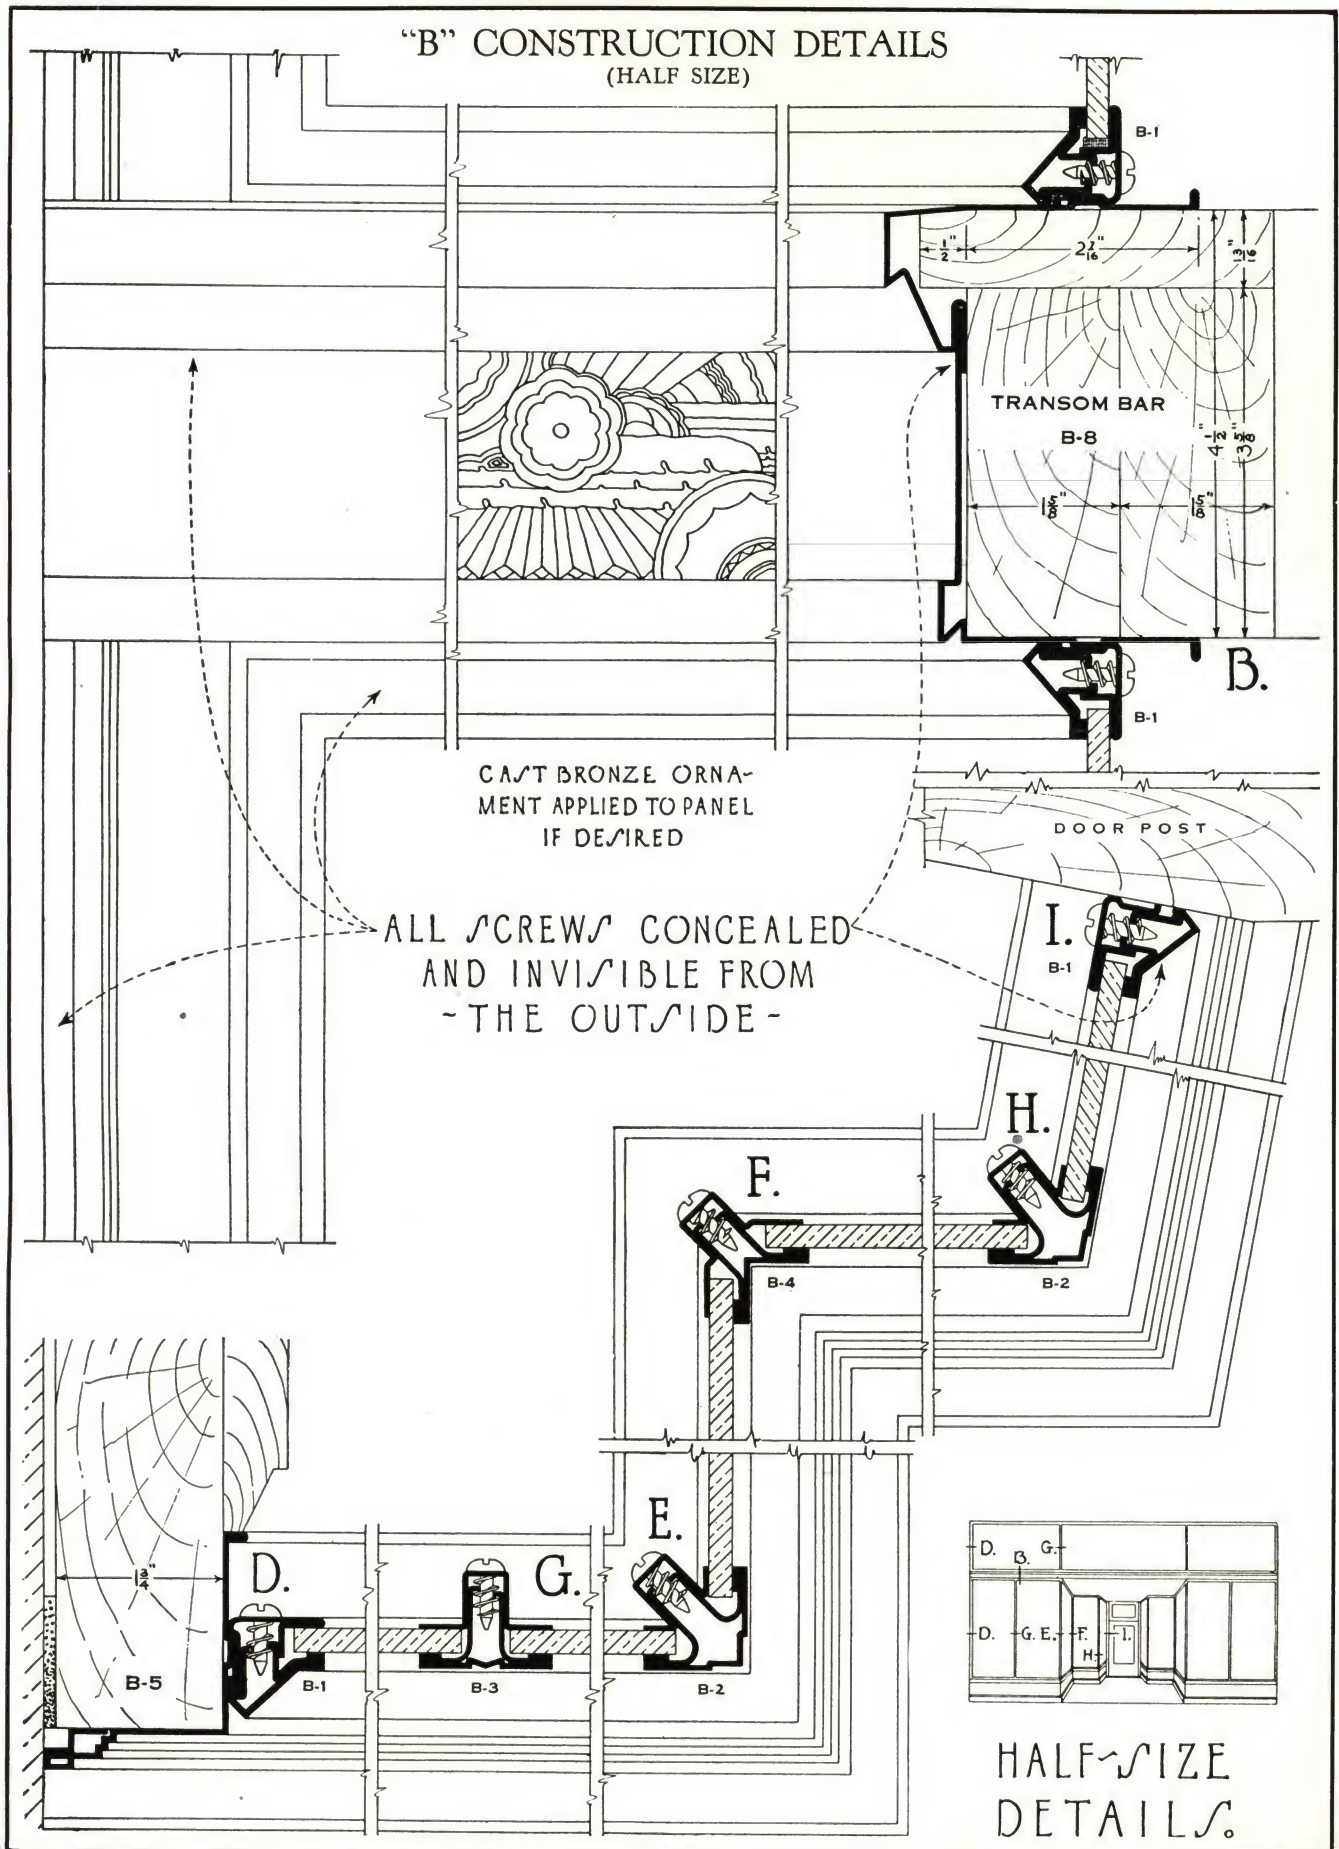 “B” CONSTRUCTION DETAILS
(HALF SIZE)
B-1
1/2"
2 7/16"
13/16"
TRANSOM BAR
B-8
4 1/2"
3 5/8"
1 5/8"
1 5/8"
B.
B-1
CAST BRONZE ORNA-
MENT APPLIED TO PANEL
IF DESIRED
DOOR POST
ALL SCREWS CONCEALED
AND INVISIBLE FROM
-THE OUTSIDE-
I.
B-1
H.
F.
B-4
B-2
E.
1 3/4"
D.
G.
B-5
B-1
B-3
B-2
D.
B.
G.
D.
G.
E.
F.
I.
H.
HALF-SIZE
DETAILS.